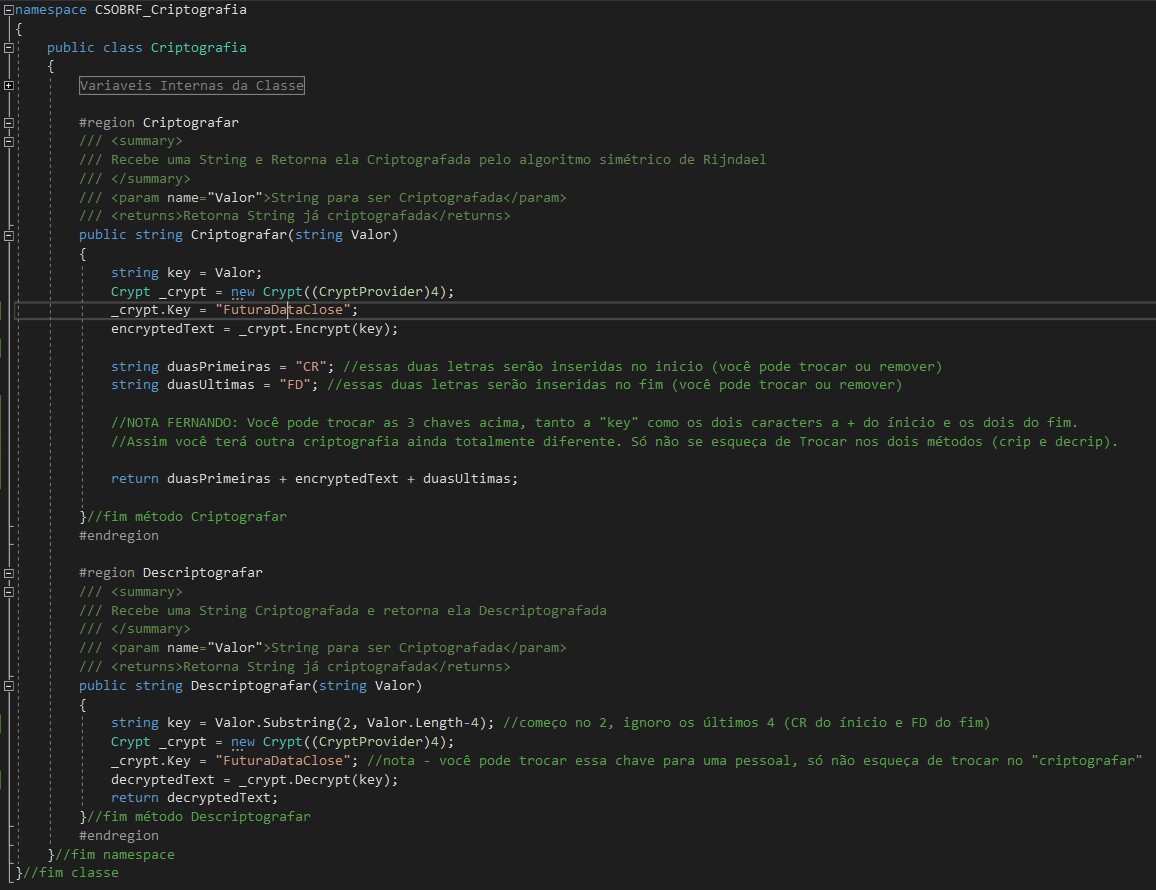 namespace CSOBRF_Criptografia
{
public class Criptografia
{
Variaveis Internas da Classe
#region Criptografar
/// <summary>
/// Recebe uma String e Retorna ela Criptografada pelo algoritmo simétrico de Rijndael
/// </summary>
/// <param name="Valor">String para ser Criptografada</param>
/// <returns>Retorna String já criptografada</returns>
public string Criptografar(string Valor)
{
string key = Valor;
Crypt _crypt = new Crypt((CryptProvider)4);
_crypt.Key = "FuturaDataClose";
encryptedText = _crypt.Encrypt(key);
string duasPrimeiras = "CR"; //essas duas letras serão inseridas no inicio (você pode trocar ou remover)
string duasUltimas = "FD"; //essas duas letras serão inseridas no fim (você pode trocar ou remover)
//NOTA FERNANDO: Você pode trocar as 3 chaves acima, tanto a "key" como os dois caracters a + do ínicio e os dois do fim.
//Assim você terá outra criptografia ainda totalmente diferente. Só não se esqueça de Trocar nos dois métodos (crip e decrip).
return duasPrimeiras + encryptedText + duasUltimas;
}//fim método Criptografar
#endregion
#region Descriptografar
/// <summary>
/// Recebe uma String Criptografada e retorna ela Descriptografada
/// </summary>
/// <param name="Valor">String para ser Criptografada</param>
/// <returns>Retorna String já criptografada</returns>
public string Descriptografar(string Valor)
{
string key = Valor.Substring(2, Valor.Length-4); //começo no 2, ignoro os últimos 4 (CR do ínicio e FD do fim)
Crypt _crypt = new Crypt((CryptProvider)4);
_crypt.Key = "FuturaDataClose"; //nota - você pode trocar essa chave para uma pessoal, só não esqueça de trocar no "criptografar"
decryptedText = _crypt.Decrypt(key);
return decryptedText;
}//fim método Descriptografar
#endregion
}//fim namespace
}//fim classe